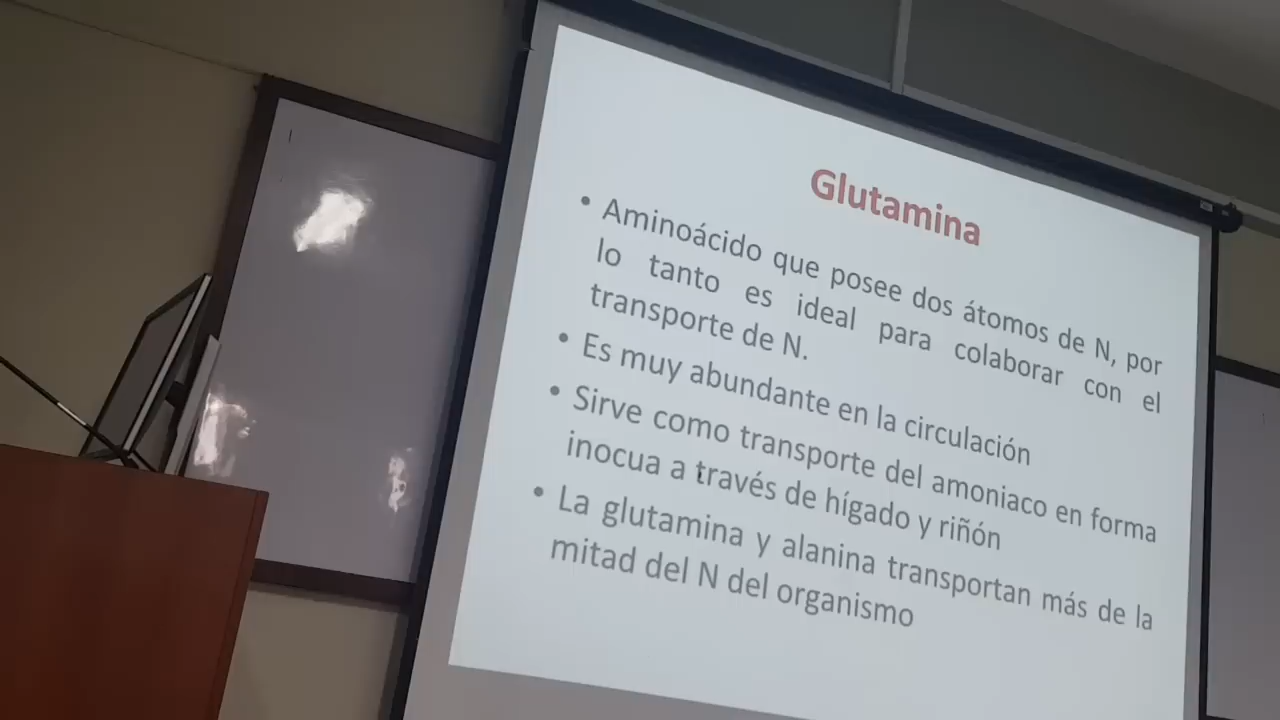 Glutamina
• Aminoácido que posee dos átomos de N, por
lo tanto es ideal para colaborar con el
transporte de N.
• Es muy abundante en la circulación
• Sirve como transporte del amoniaco en forma
inocua a través de hígado y riñón
• La glutamina y alanina transportan más de la
mitad del N del organismo